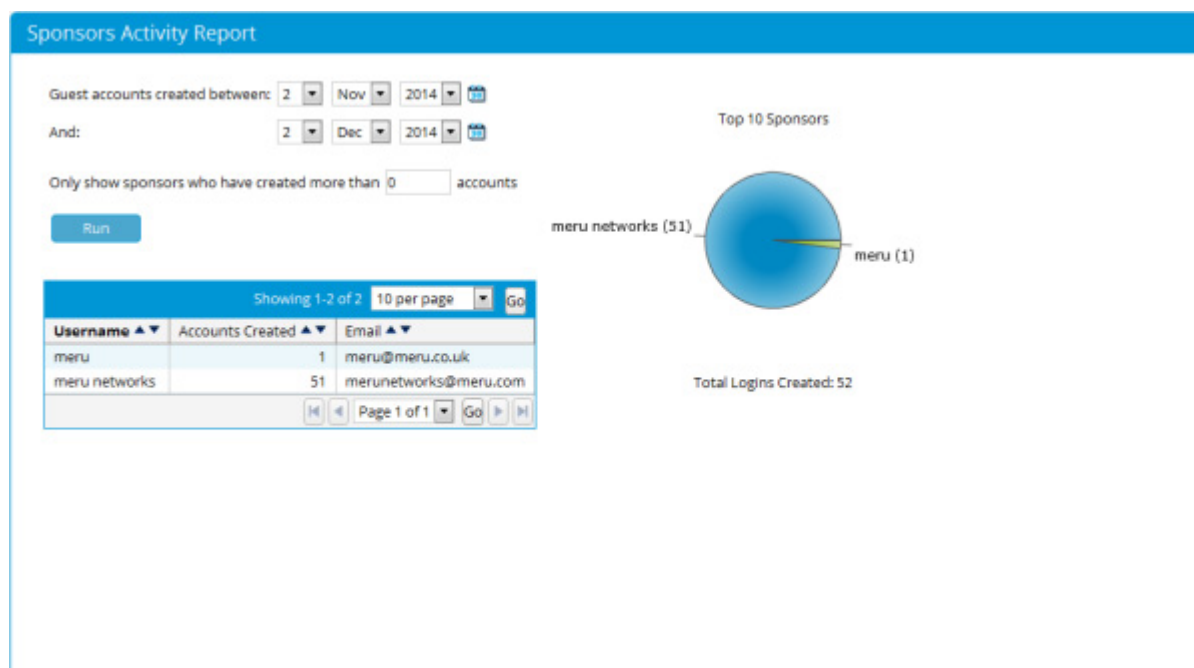 Sponsors Activity Report
Guest accounts created between: 2 Nov 2014
And: 2 Dec 2014
Only show sponsors who have created more than 0 accounts
Run
Showing 1-2 of 2 10 per page Go
Username Accounts Created Email
meru 1 meru@meru.co.uk
meru networks 51 merunetworks@meru.com
Page 1 of 1 Go
Top 10 Sponsors
meru networks (51)
meru (1)
Total Logins Created: 52